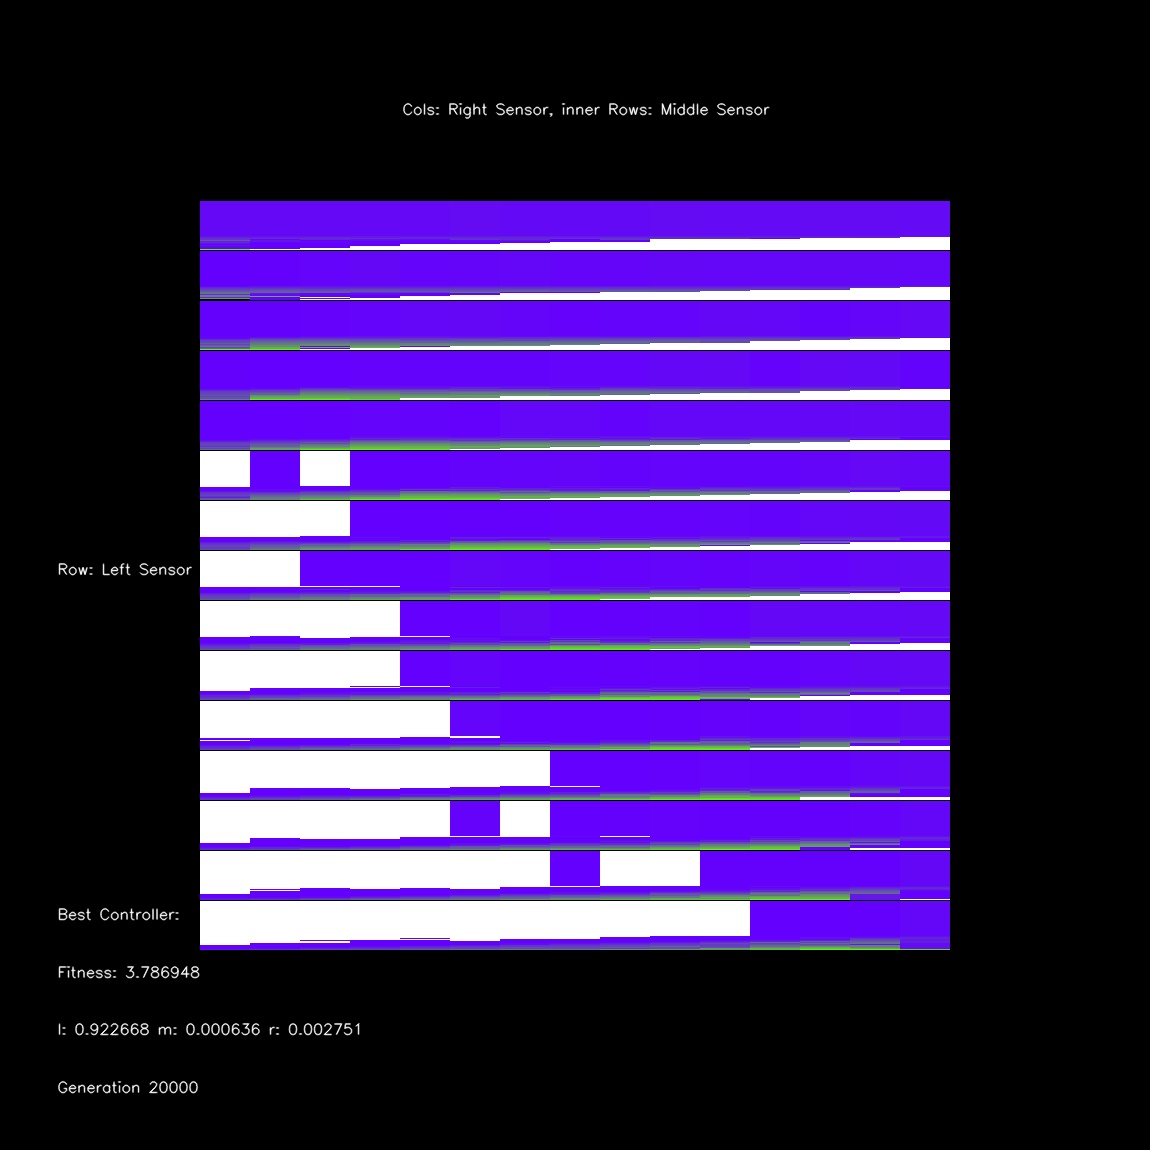 Cols: Right Sensor, inner Rows: Middle Sensor
Row: Left Sensor
Best Controller:
Fitness: 3.786948
l: 0.922668 m: 0.000636 r: 0.002751
Generation 20000